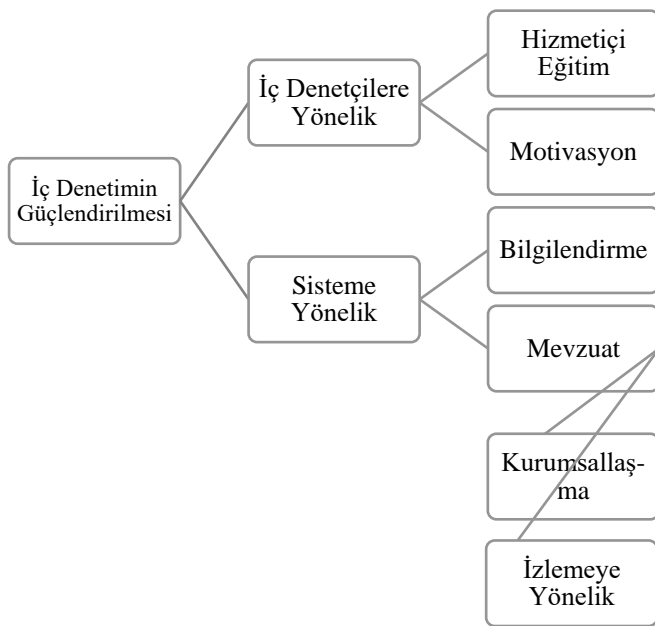 İç Denetimin
Güçlendirilmesi
İç Denetçilere
Yönelik
Hizmetiçi
Eğitim
Motivasyon
Sisteme
Yönelik
Bilgilendirme
Mevzuat
Kurumsallaş-
ma
İzlemeye
Yönelik